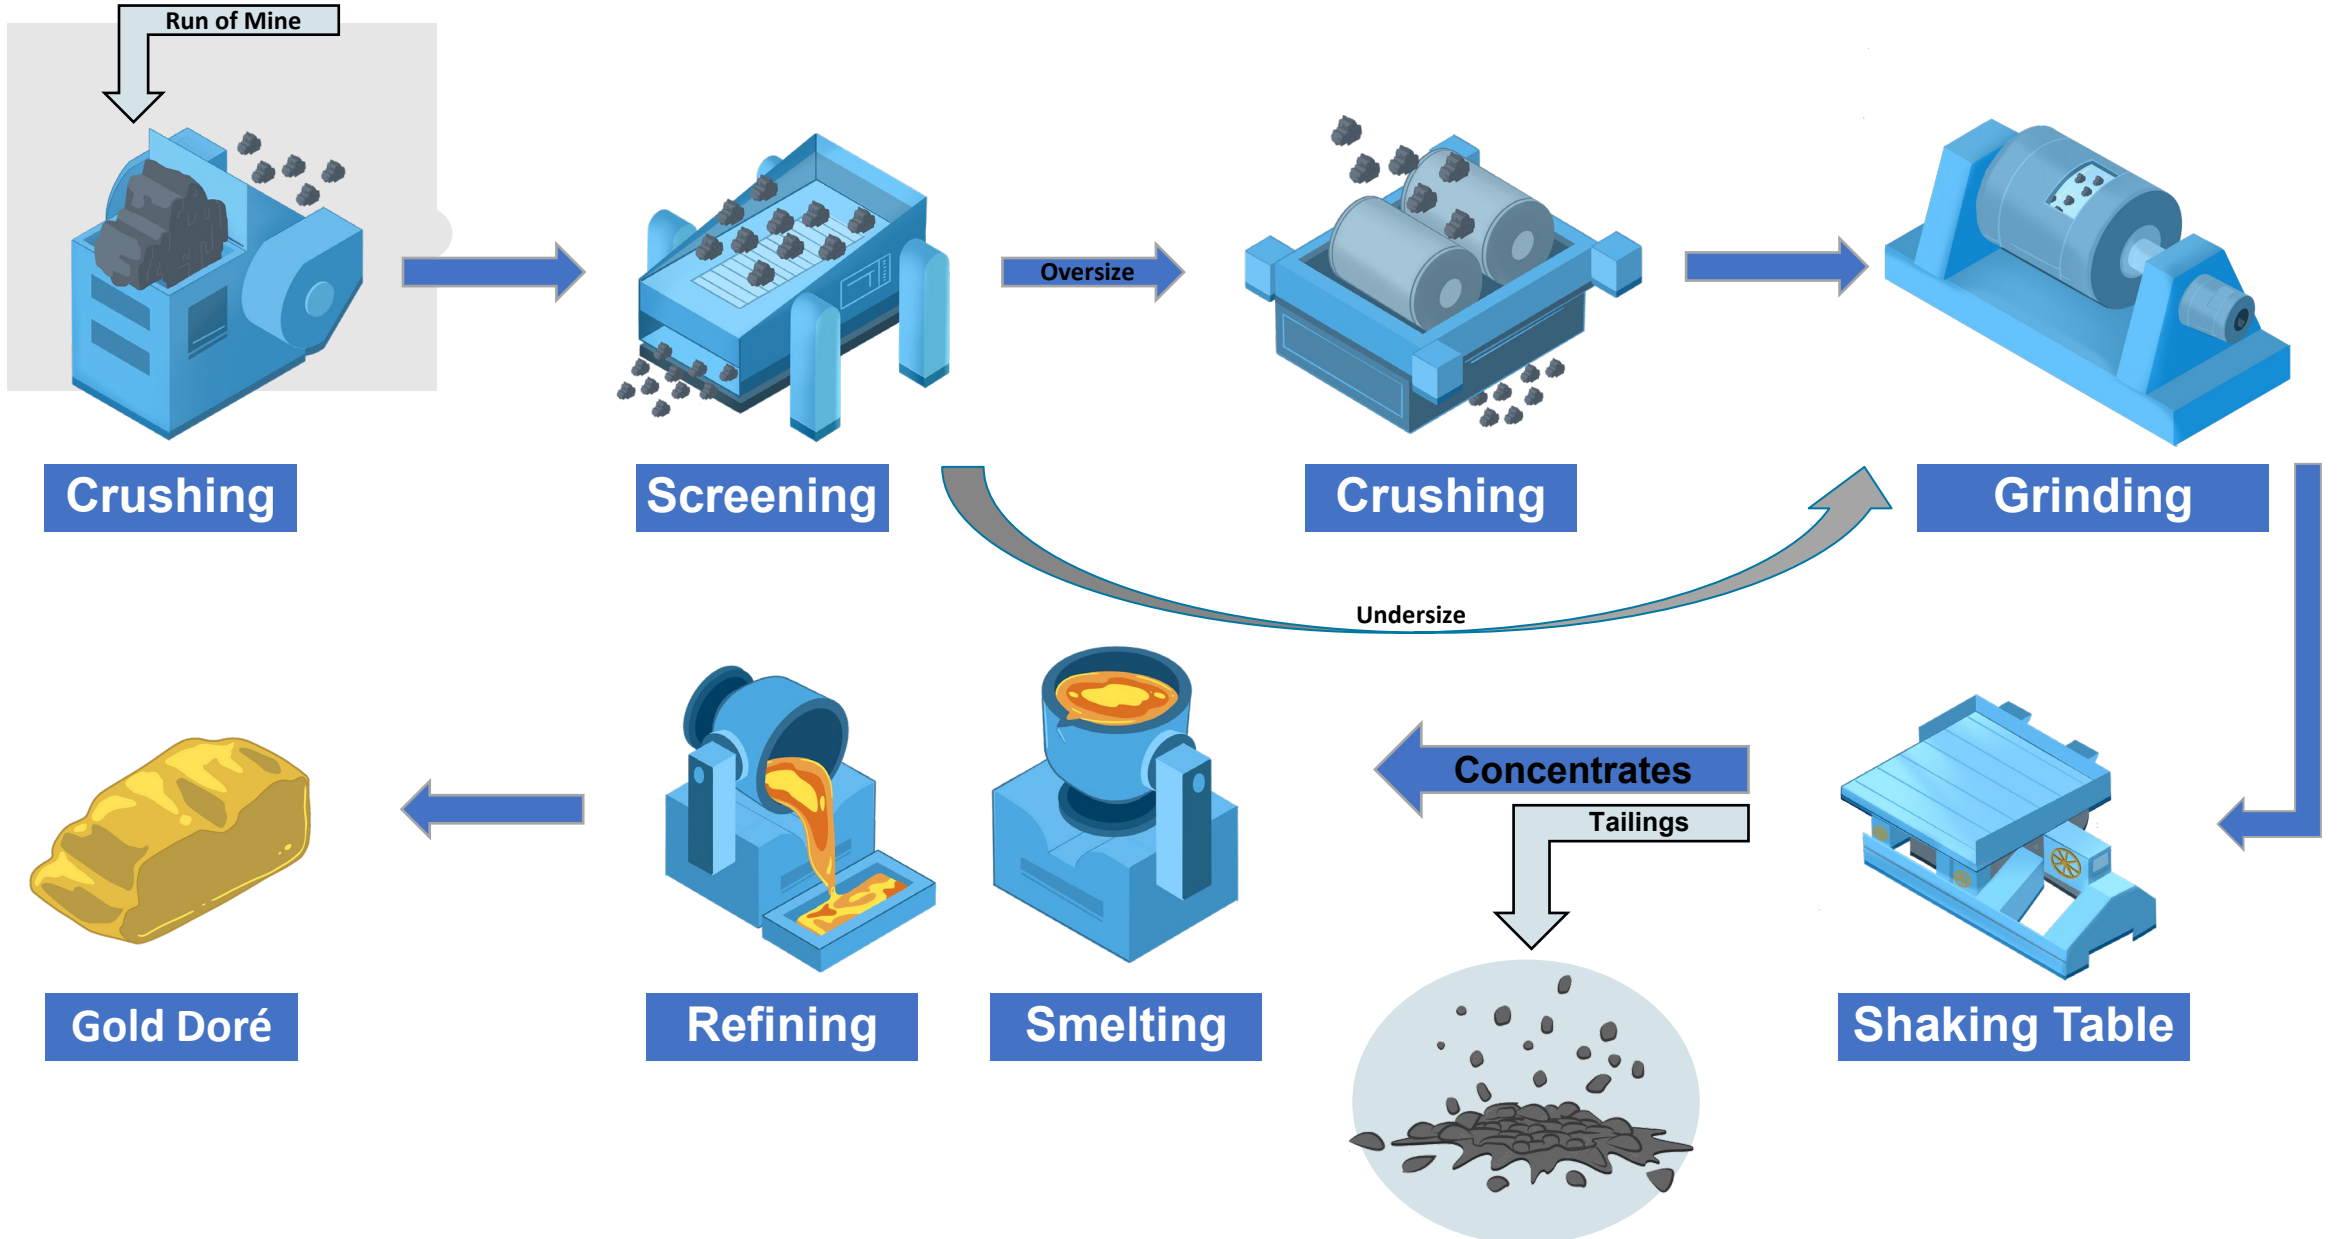 Run of Mine
Oversize
Crushing
Screening
Crushing
Grinding
Undersize
Concentrates
Tailings
Gold Doré
Refining
Smelting
Shaking Table